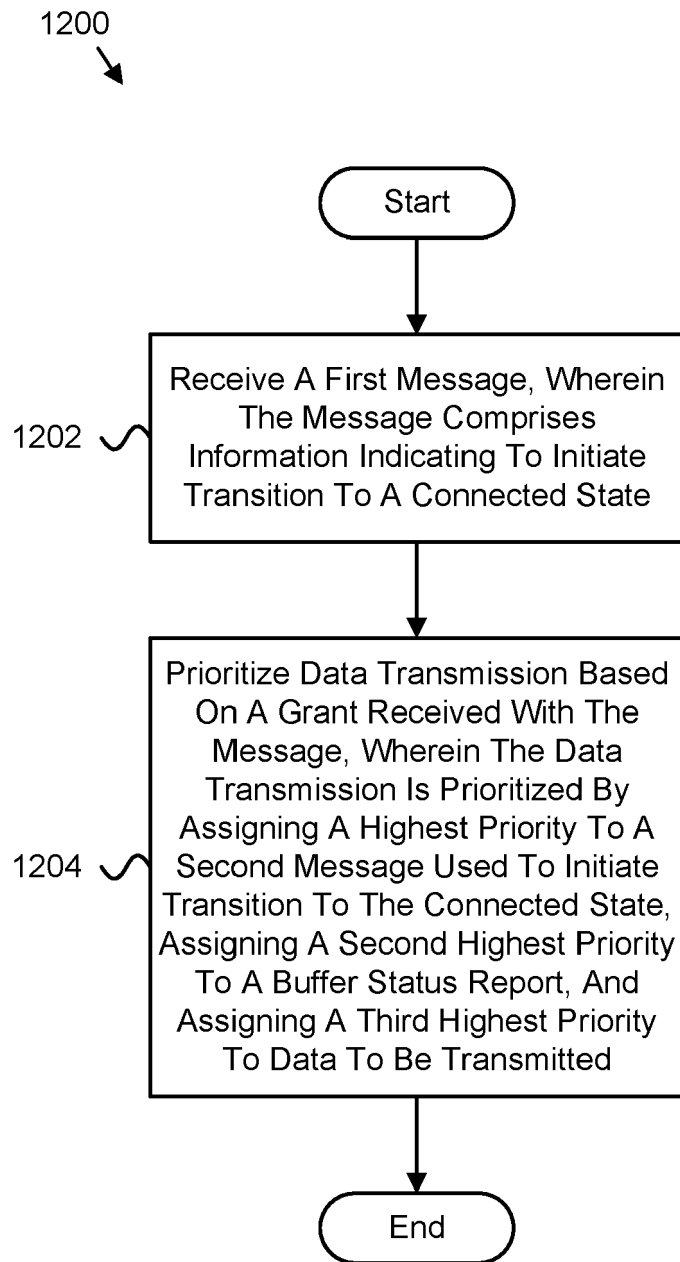 1200
Start
Receive A First Message, Wherein
The Message Comprises
Information Indicating To Initiate
Transition To A Connected State
1202
Prioritize Data Transmission Based
On A Grant Received With The
Message, Wherein The Data
Transmission Is Prioritized By
Assigning A Highest Priority To A
Second Message Used To Initiate
Transition To The Connected State,
Assigning A Second Highest Priority
To A Buffer Status Report, And
Assigning A Third Highest Priority
To Data To Be Transmitted
1204
End